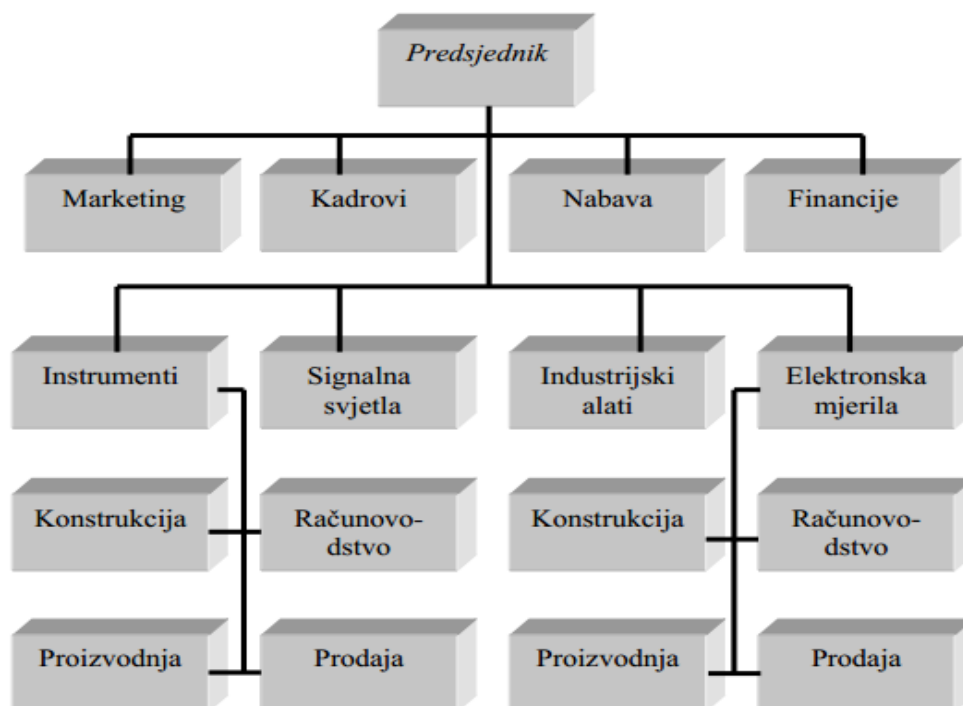 Predsjednik
Marketing
Kadrovi
Nabava
Financije
Instrumenti
Signalna
svjetla
Industrijski
alati
Elektronska
mjerila
Konstrukcija
Računovo-
dstvo
Konstrukcija
Računovo-
dstvo
Proizvodnja
Prodaja
Proizvodnja
Prodaja